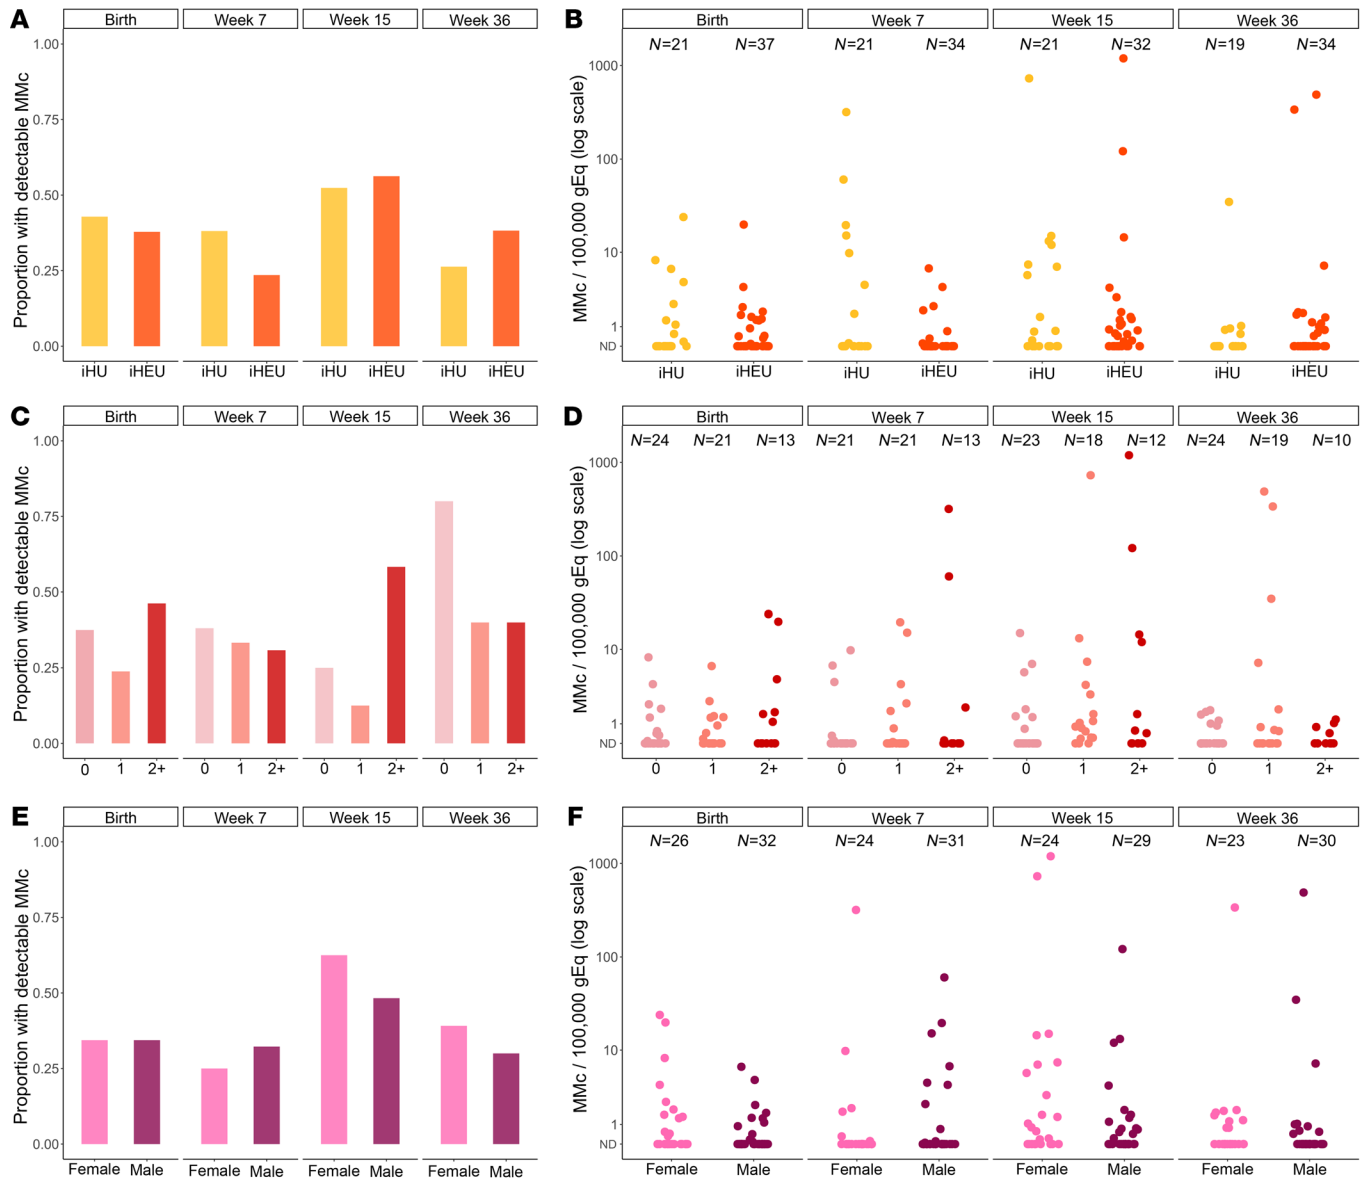 A
Birth Week 7 Week 15 Week 36
Proportion with detectable MMc
1.00
0.75
0.50
0.25
0.00
iHU iHEU iHU iHEU iHU iHEU iHU iHEU
B
Birth Week 7 Week 15 Week 36
N=21 N=37 N=21 N=34 N=21 N=32 N=19 N=34
MMc / 100,000 gEq (log scale)
1000
100
10
1
ND
iHU iHEU iHU iHEU iHU iHEU iHU iHEU
C
Birth Week 7 Week 15 Week 36
Proportion with detectable MMc
1.00
0.75
0.50
0.25
0.00
0 1 2+ 0 1 2+ 0 1 2+ 0 1 2+
D
Birth Week 7 Week 15 Week 36
N=24 N=21 N=13 N=21 N=21 N=13 N=23 N=18 N=12 N=24 N=19 N=10
MMc / 100,000 gEq (log scale)
1000
100
10
1
ND
0 1 2+ 0 1 2+ 0 1 2+ 0 1 2+
E
Birth Week 7 Week 15 Week 36
Proportion with detectable MMc
1.00
0.75
0.50
0.25
0.00
Female Male Female Male Female Male Female Male
F
Birth Week 7 Week 15 Week 36
N=26 N=32 N=24 N=31 N=24 N=29 N=23 N=30
MMc / 100,000 gEq (log scale)
1000
100
10
1
ND
Female Male Female Male Female Male Female Male